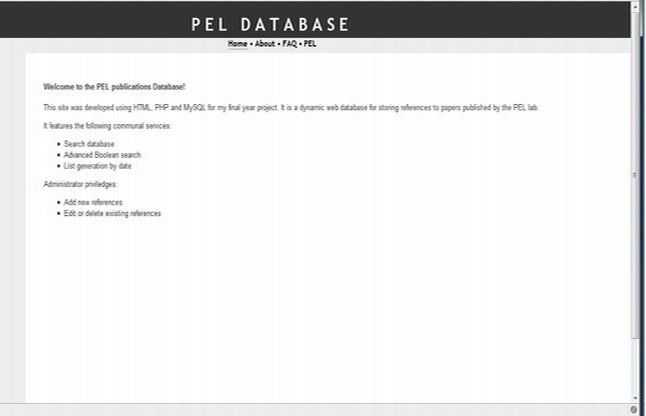 PEL DATABASE
Home • About • FAQ • PEL
Welcome to the PEL publications Database!
This site was developed using HTML, PHP and MySQL for my final year project. It is a dynamic web database for storing references to papers published by the PEL lab.
It features the following communal services:
• Search database
• Advanced Boolean search
• List generation by date
Administrator priviledges:
• Add new references
• Edit or delete existing references